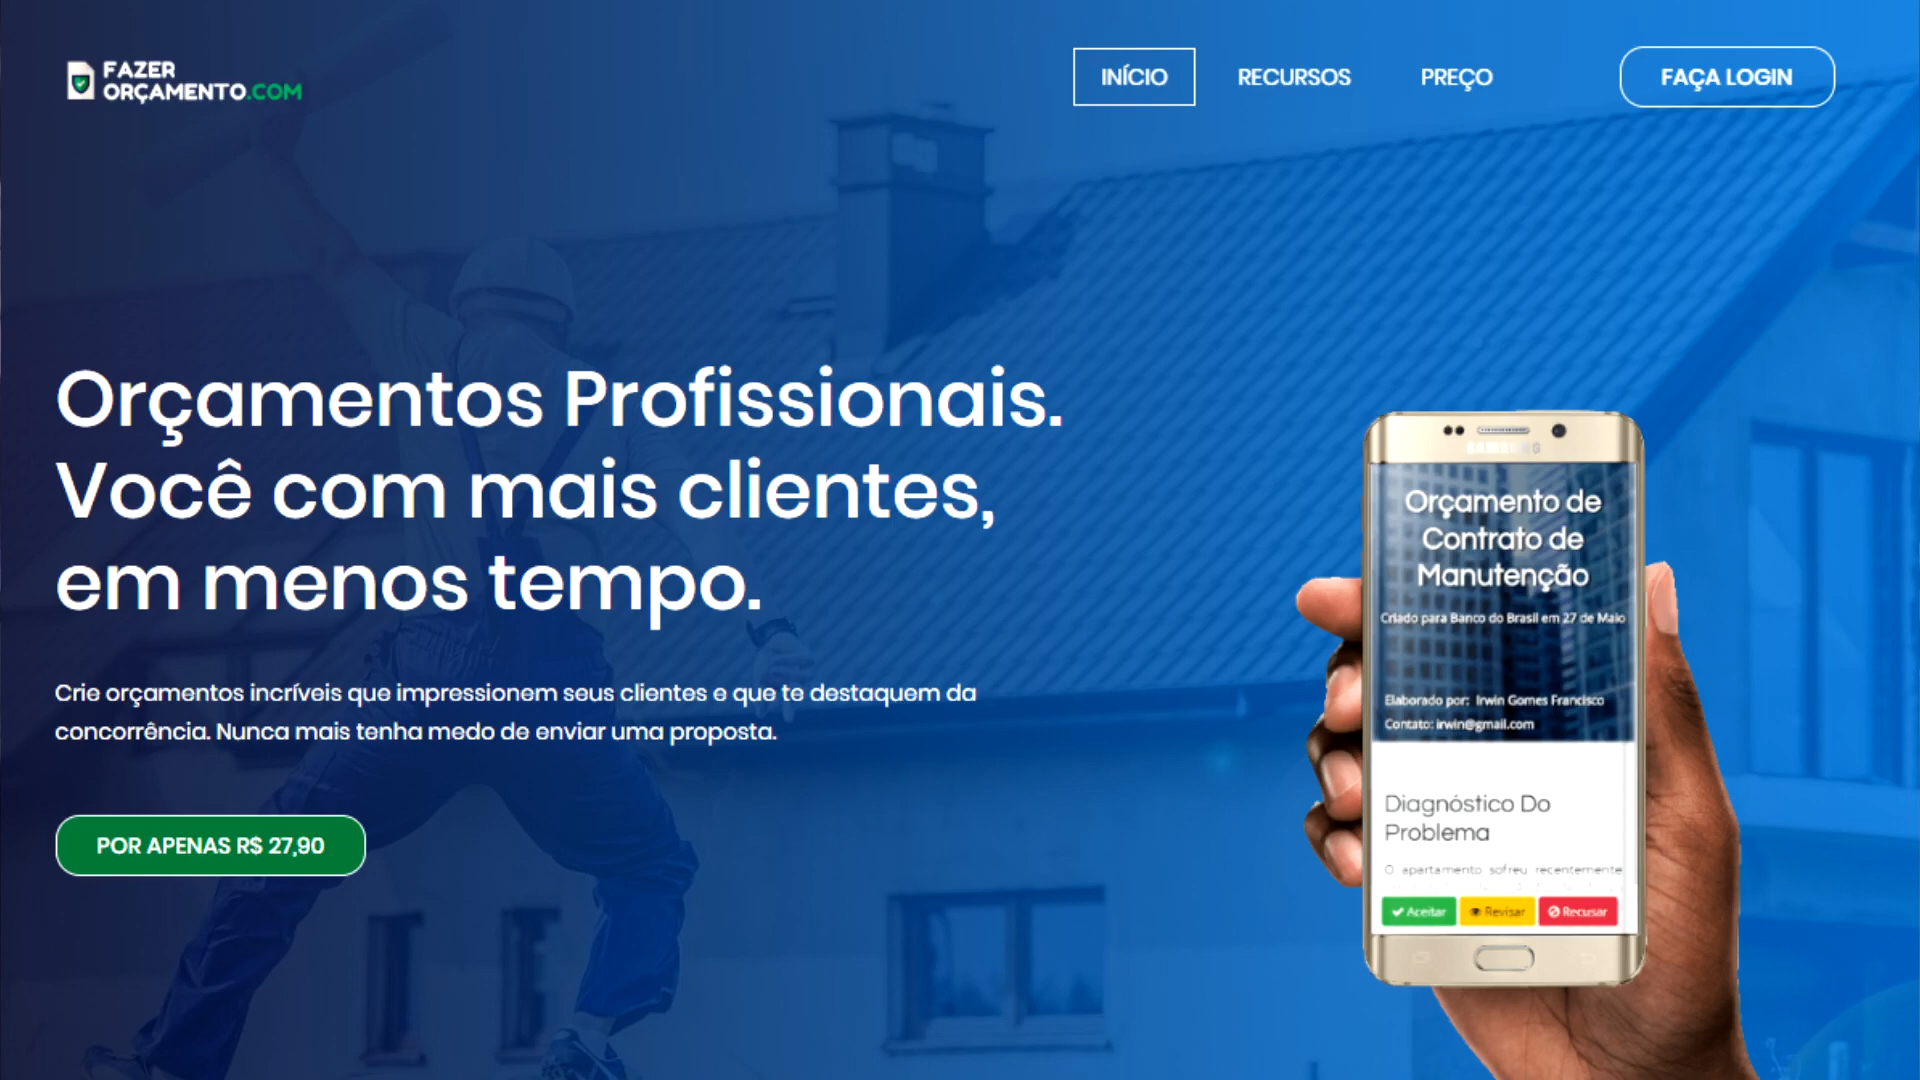 FAZER
ORÇAMENTO.COM
INÍCIO
RECURSOS
PREÇO
FAÇA LOGIN
Orçamentos Profissionais.
Você com mais clientes,
em menos tempo.
Crie orçamentos incríveis que impressionem seus clientes e que te destaquem da
concorrência. Nunca mais tenha medo de enviar uma proposta.
POR APENAS R$ 27,90
SAMSUNG
Orçamento de
Contrato de
Manutenção
Criado para Banco do Brasil em 27 de Maio
Elaborado por: Irwin Gomes Francisco
Contato: irwin@gmail.com
Diagnóstico Do
Problema
O apartamento sofreu recentemente
Aceitar
Revisar
Recusar